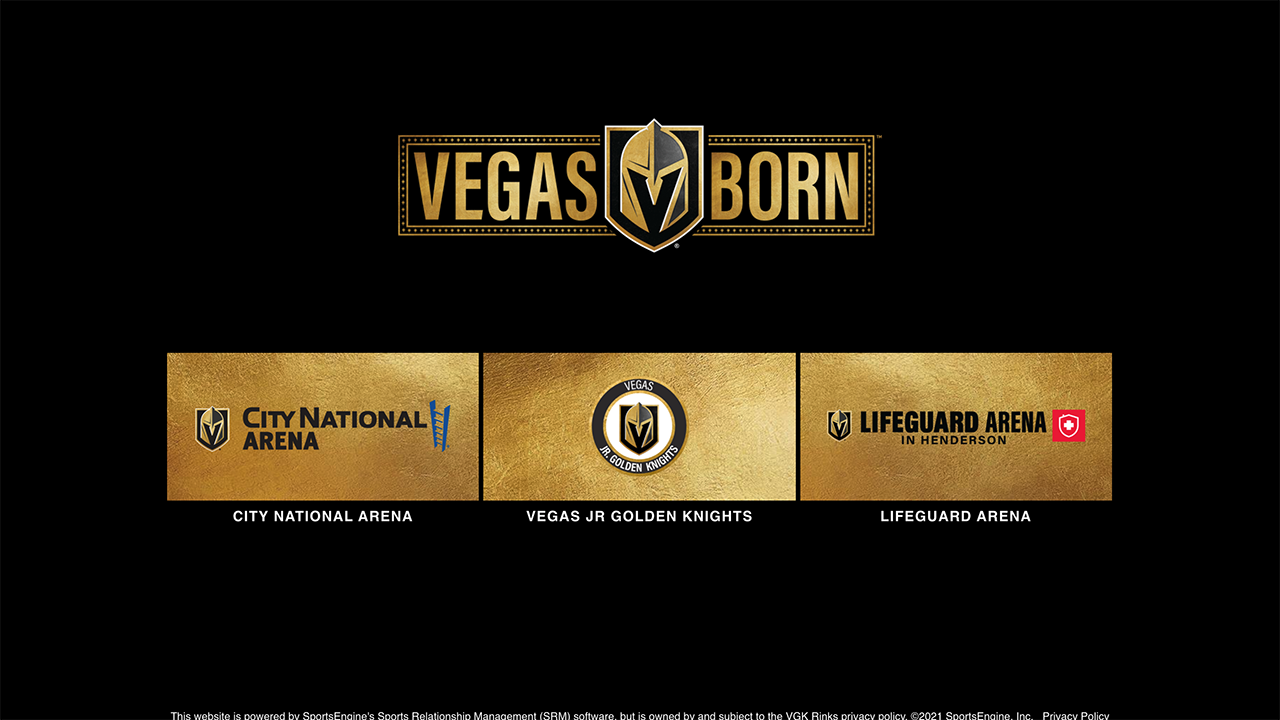 VEGAS BORN™
®
CITY NATIONAL
ARENA
VEGAS
JR. GOLDEN KNIGHTS
LIFEGUARD ARENA
IN HENDERSON
CITY NATIONAL ARENA
VEGAS JR GOLDEN KNIGHTS
LIFEGUARD ARENA
This website is powered by SportsEngine's Sports Relationship Management (SRM) software, but is owned by and subject to the VGK Rinks privacy policy. ©2021 SportsEngine, Inc. Privacy Policy